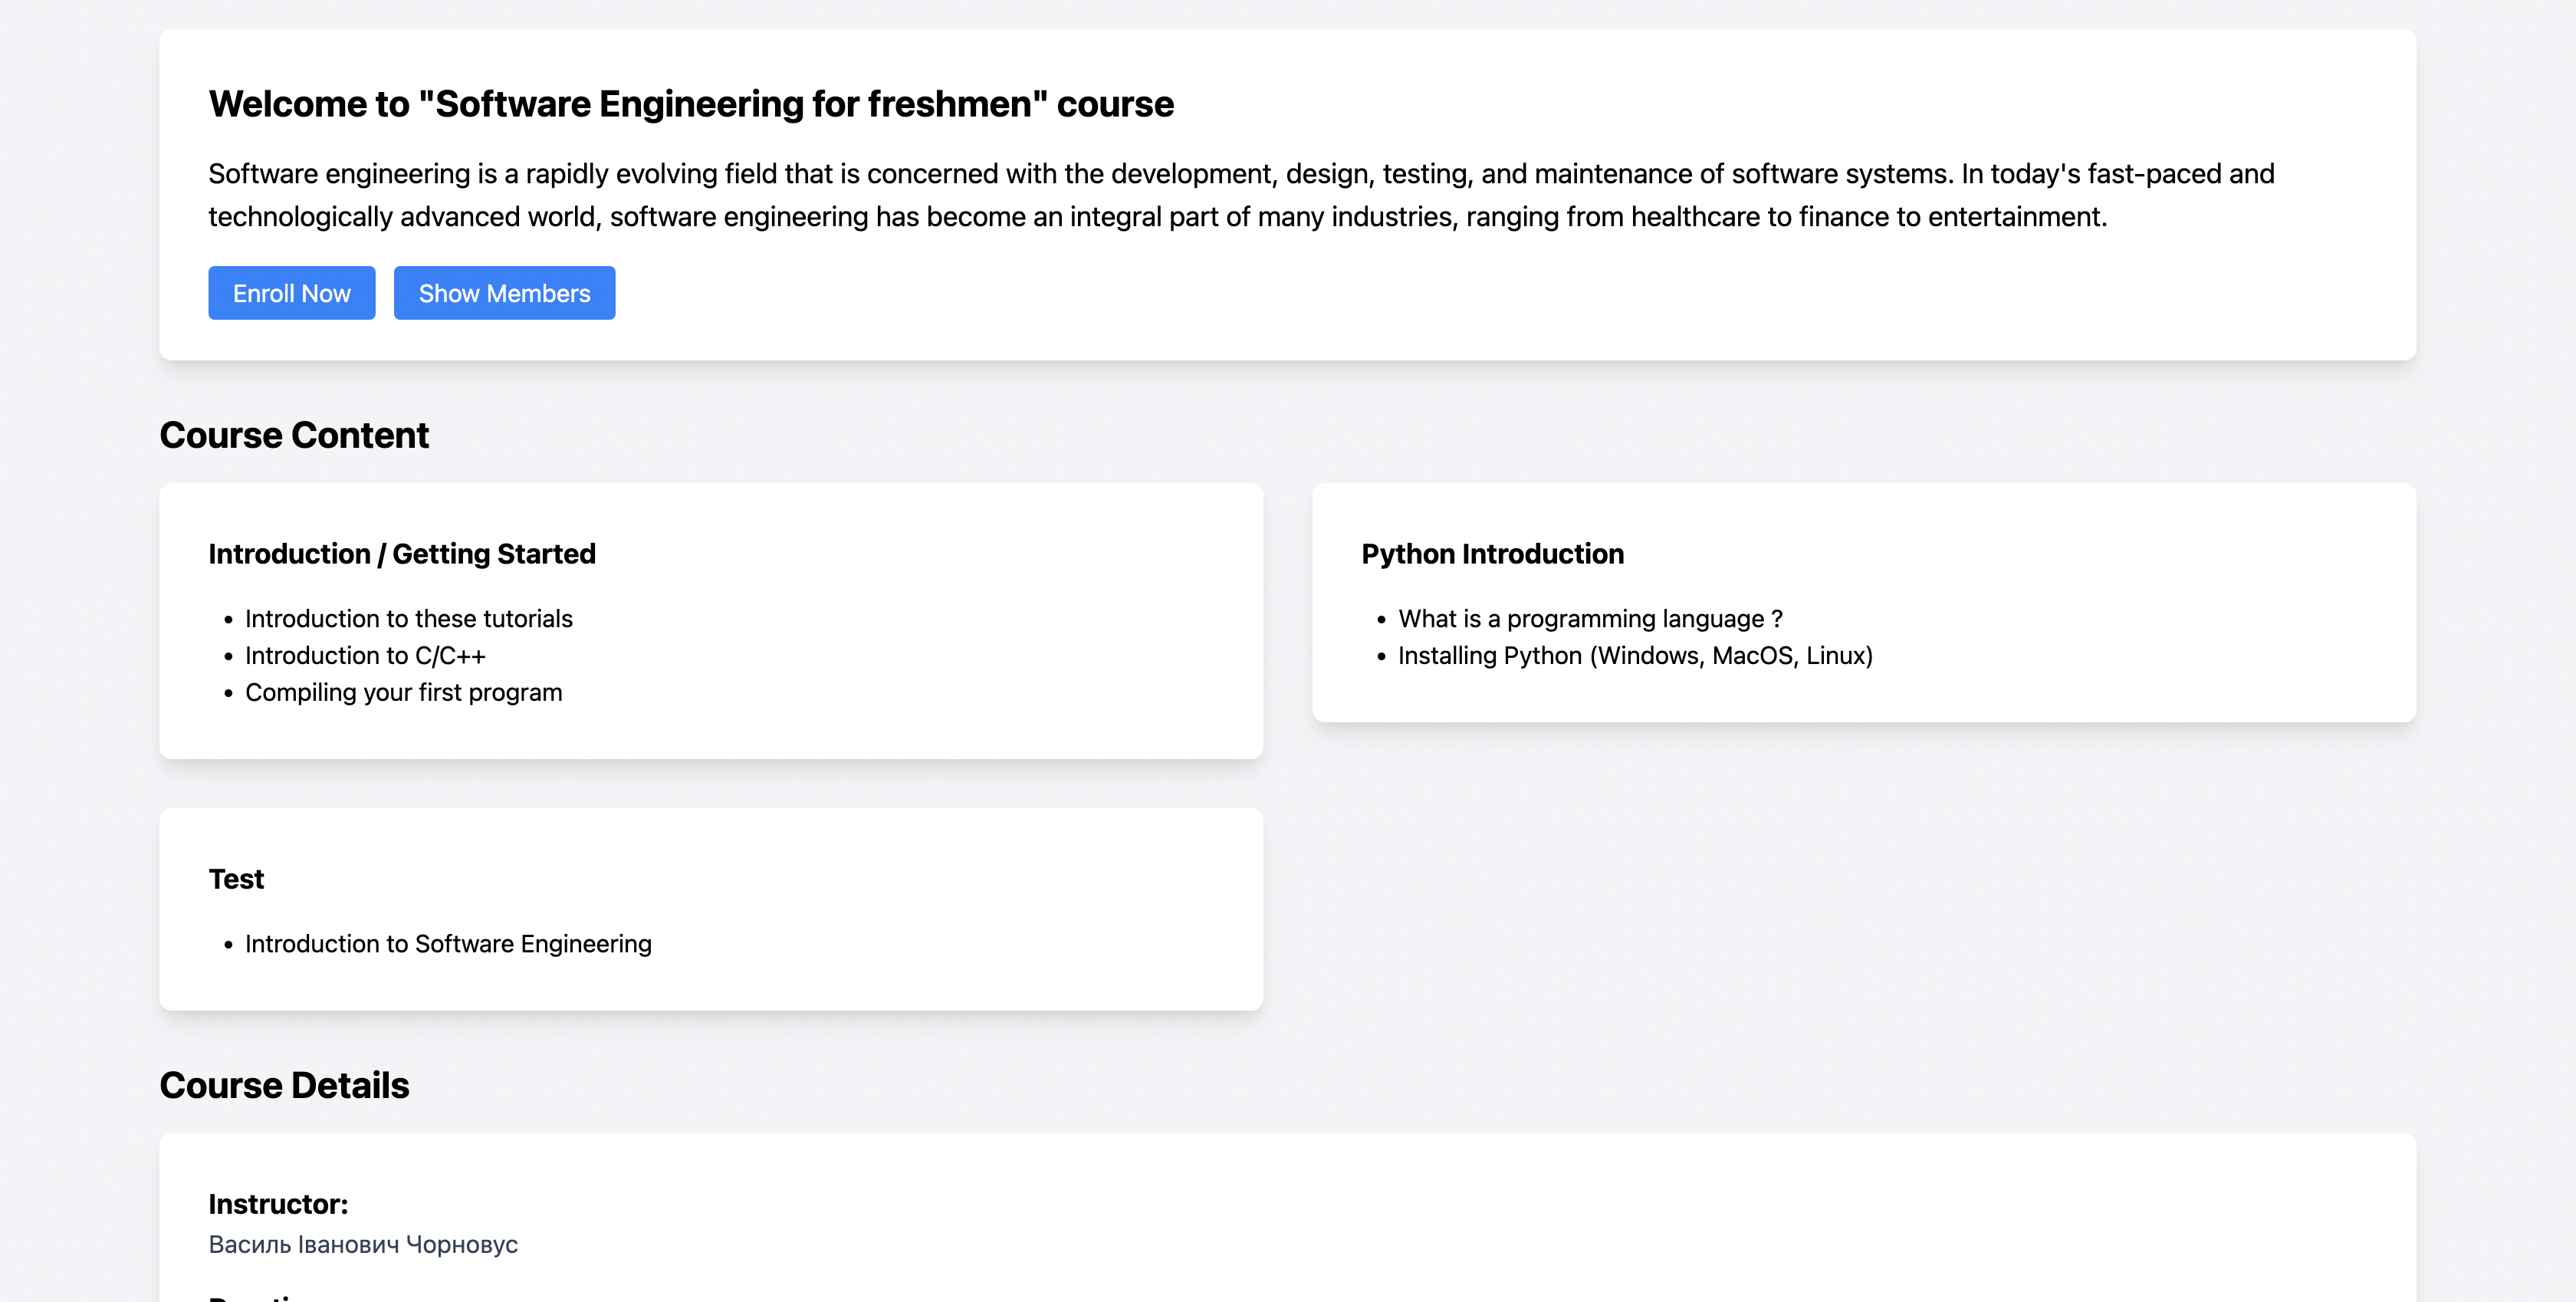 Welcome to "Software Engineering for freshmen" course
Software engineering is a rapidly evolving field that is concerned with the development, design, testing, and maintenance of software systems. In today's fast-paced and
technologically advanced world, software engineering has become an integral part of many industries, ranging from healthcare to finance to entertainment.
Enroll Now
Show Members
Course Content
Introduction / Getting Started
Introduction to these tutorials
Introduction to C/C++
Compiling your first program
Python Introduction
What is a programming language ?
Installing Python (Windows, MacOS, Linux)
Test
Introduction to Software Engineering
Course Details
Instructor:
Василь Іванович Чорновус